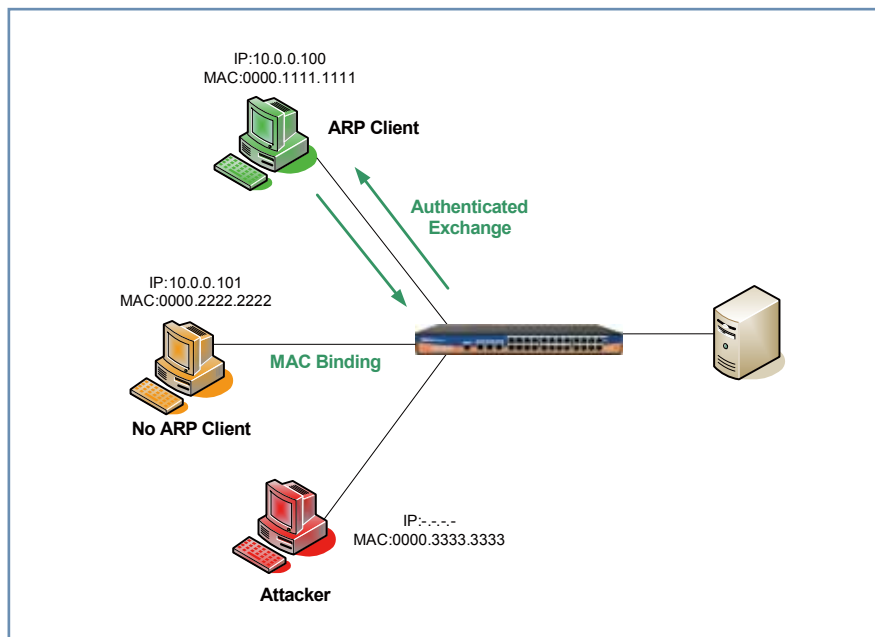 IP:10.0.0.100
MAC:0000.1111.1111
ARP Client
Authenticated
Exchange
IP:10.0.0.101
MAC:0000.2222.2222
MAC Binding
No ARP Client
IP:-.-.-.-
MAC:0000.3333.3333
Attacker